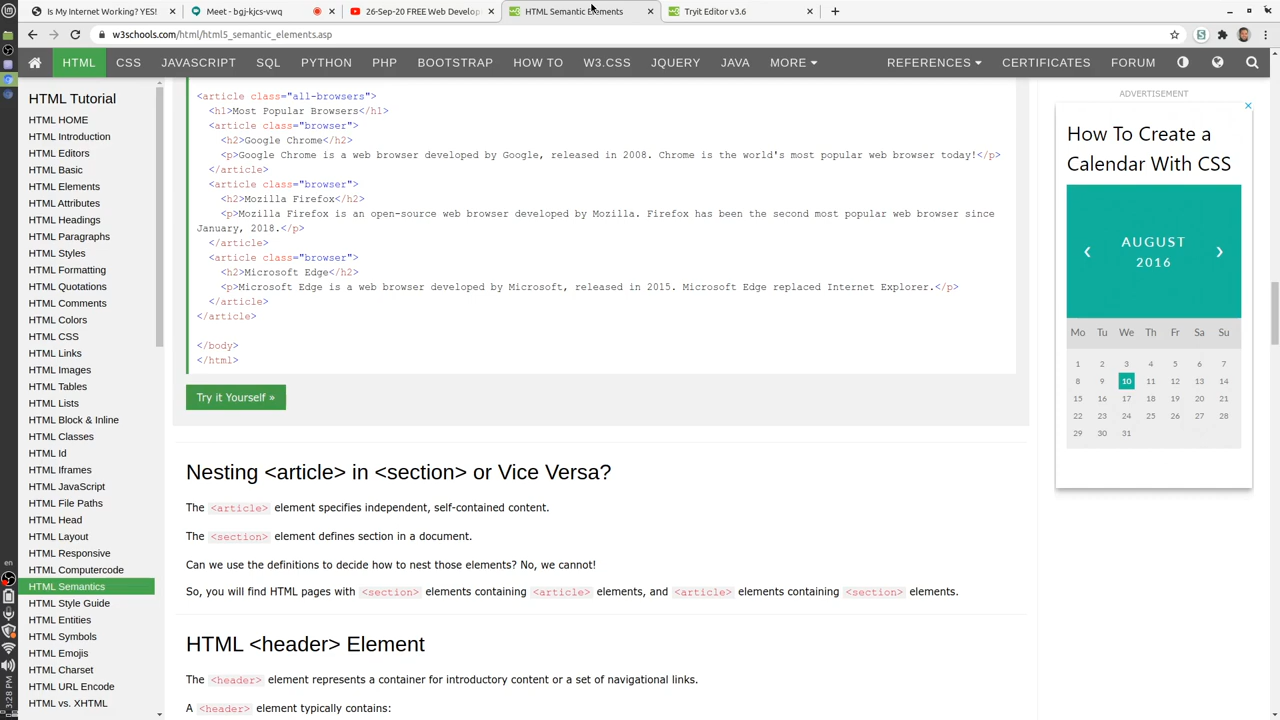 Is My Internet Working? YES!
Meet - bgj-kjcs-vwq
26-Sep-20 FREE Web Develop
HTML Semantic Elements
Tryit Editor v3.6
w3schools.com/html/html5_semantic_elements.asp
HTML
CSS
JAVASCRIPT
SQL
PYTHON
PHP
BOOTSTRAP
HOW TO
W3.CSS
JQUERY
JAVA
MORE
REFERENCES
CERTIFICATES
FORUM
HTML Tutorial
HTML HOME
HTML Introduction
HTML Editors
HTML Basic
HTML Elements
HTML Attributes
HTML Headings
HTML Paragraphs
HTML Styles
HTML Formatting
HTML Quotations
HTML Comments
HTML Colors
HTML CSS
HTML Links
HTML Images
HTML Tables
HTML Lists
HTML Block & Inline
HTML Classes
HTML Id
HTML Iframes
HTML JavaScript
HTML File Paths
HTML Head
HTML Layout
HTML Responsive
HTML Computercode
HTML Semantics
HTML Style Guide
HTML Entities
HTML Symbols
HTML Emojis
HTML Charset
HTML URL Encode
HTML vs. XHTML
<article class="all-browsers">
<h1>Most Popular Browsers</h1>
<article class="browser">
<h2>Google Chrome</h2>
<p>Google Chrome is a web browser developed by Google, released in 2008. Chrome is the world's most popular web browser today!</p>
</article>
<article class="browser">
<h2>Mozilla Firefox</h2>
<p>Mozilla Firefox is an open-source web browser developed by Mozilla. Firefox has been the second most popular web browser since
January, 2018.</p>
</article>
<article class="browser">
<h2>Microsoft Edge</h2>
<p>Microsoft Edge is a web browser developed by Microsoft, released in 2015. Microsoft Edge replaced Internet Explorer.</p>
</article>
</article>
</body>
</html>
Try it Yourself »
Nesting <article> in <section> or Vice Versa?
The <article> element specifies independent, self-contained content.
The <section> element defines section in a document.
Can we use the definitions to decide how to nest those elements? No, we cannot!
So, you will find HTML pages with <section> elements containing <article> elements, and <article> elements containing <section> elements.
HTML <header> Element
The <header> element represents a container for introductory content or a set of navigational links.
A <header> element typically contains:
ADVERTISEMENT
How To Create a
Calendar With CSS
AUGUST
2016
Mo Tu We Th Fr Sa Su
1 2 3 4 5 6 7
8 9 10 11 12 13 14
15 16 17 18 19 20 21
22 23 24 25 26 27 28
29 30 31
en
3:28 PM